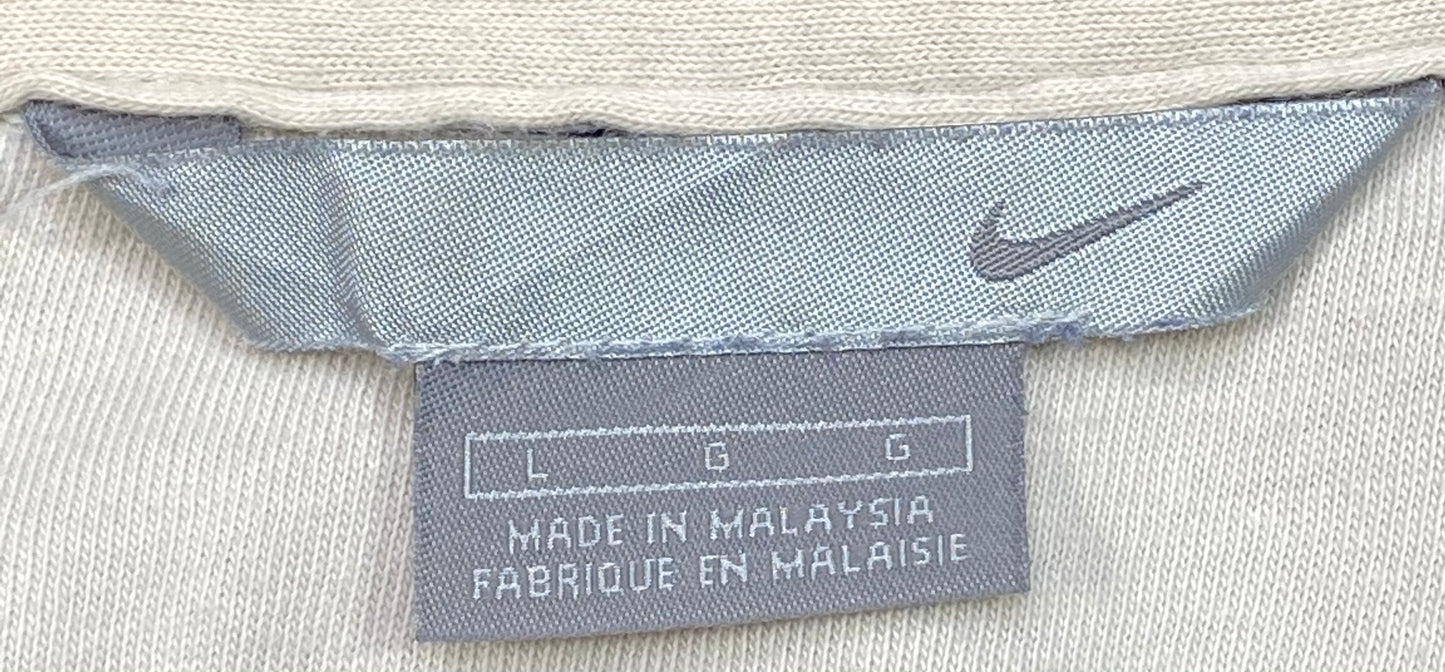 L G G
MADE IN MALAYSIA
FABRIQUE EN MALAISIE